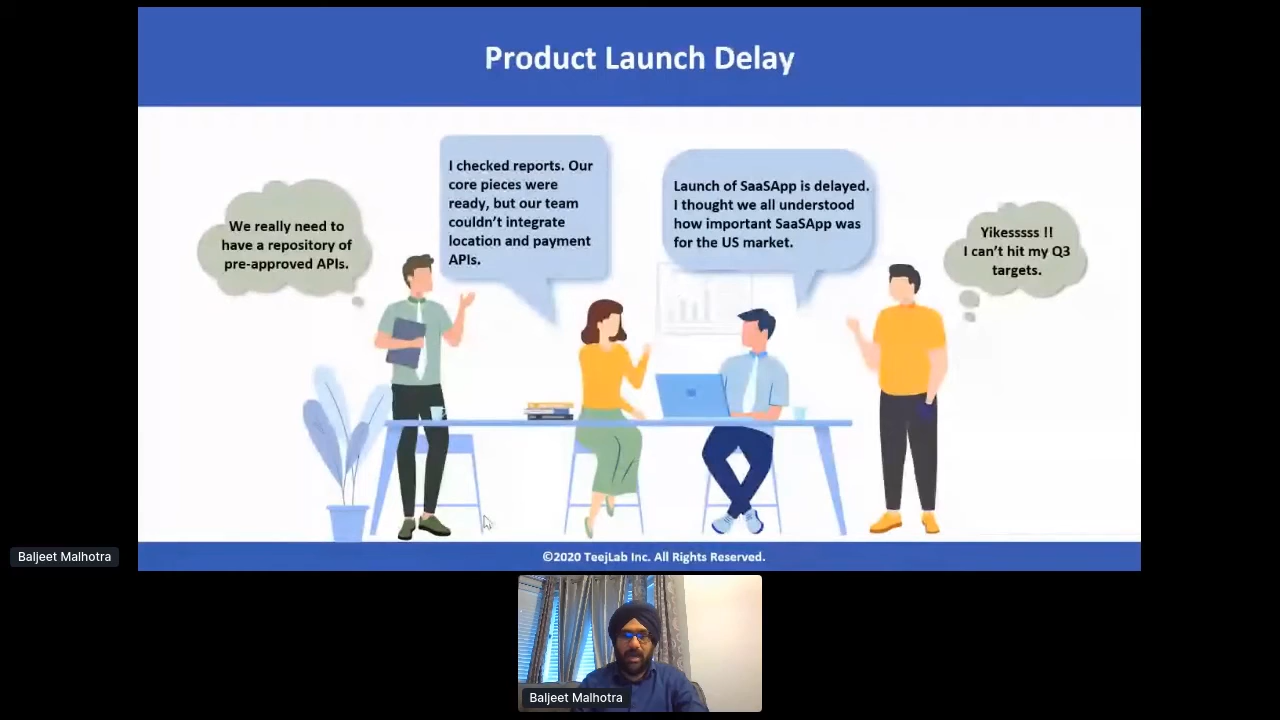 Product Launch Delay
We really need to
have a repository of
pre-approved APIs.
I checked reports. Our
core pieces were
ready, but our team
couldn't integrate
location and payment
APIs.
Launch of SaaSApp is delayed.
I thought we all understood
how important SaaSApp was
for the US market.
Yikesssss !!
I can't hit my Q3
targets.
©2020 TeejLab Inc. All Rights Reserved.
Baljeet Malhotra
Baljeet Malhotra